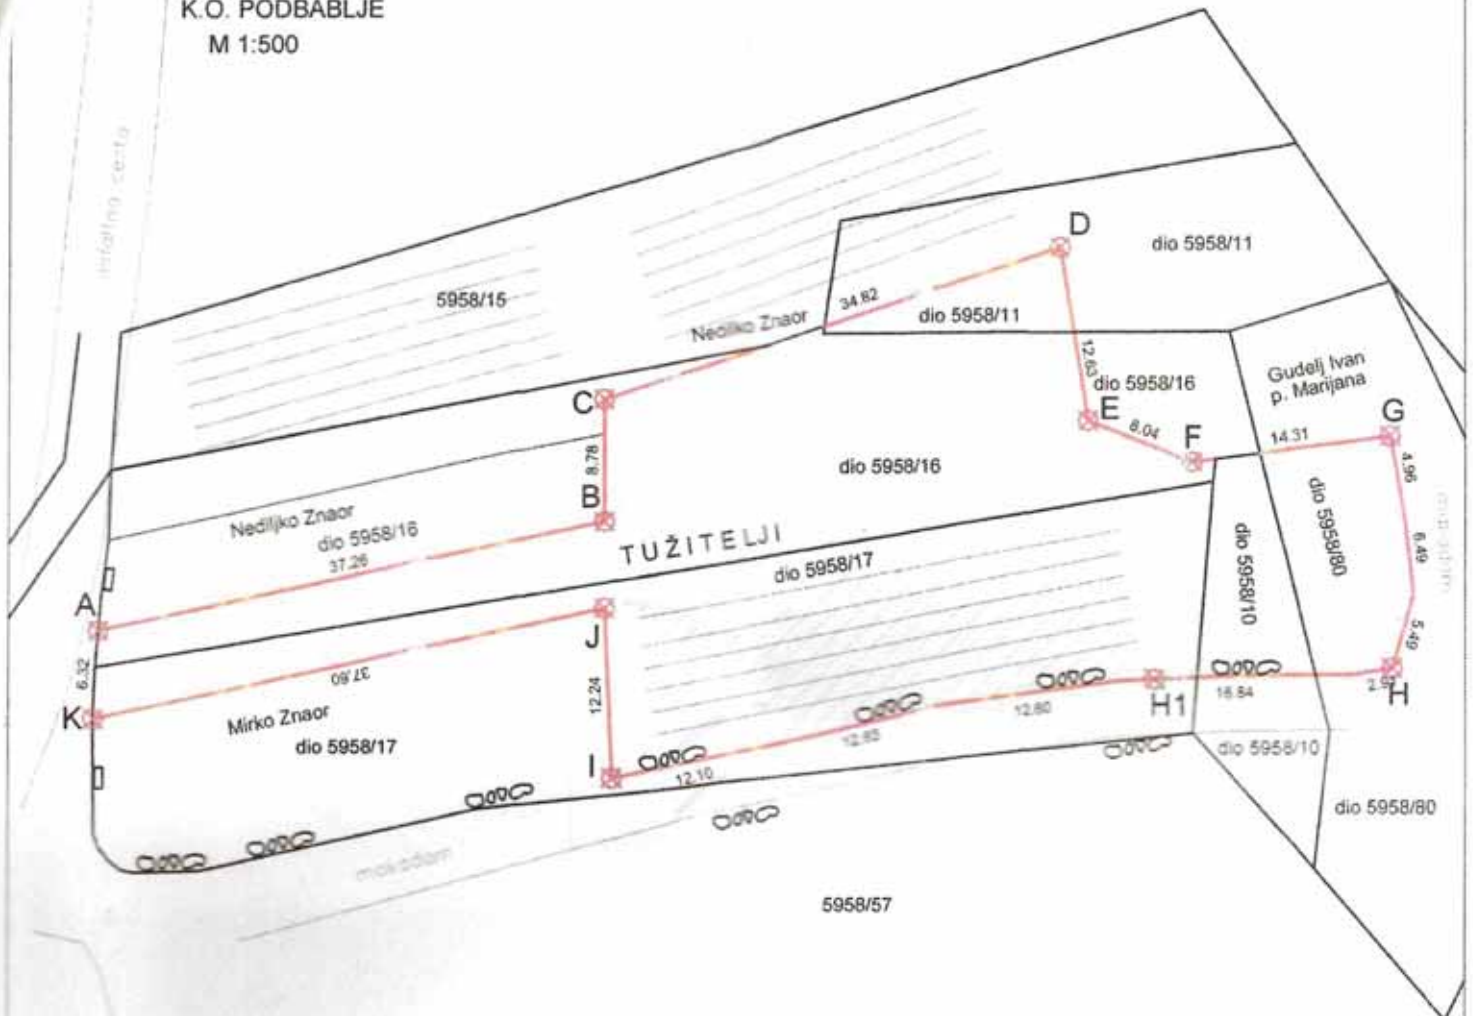 K.O. PODBABLJE
M 1:500
asfaltna cesta
5958/15
D
dio 5958/11
34.82
dio 5958/11
Nediljko Znaor
12.63
dio 5958/16
Gudelj Ivan
p. Marijana
C
8.78
E
8.04
F
14.31
G
4.96
dio 5958/16
B
Nediljko Znaor
dio 5958/16
37.26
TUŽITELJI
dio 5958/17
dio 5958/10
dio 5958/80
6.49
A
6.32
K
37.60
J
12.24
5.49
Mirko Znaor
dio 5958/17
I
12.10
12.63
12.60
H1
16.84
H
dio 5958/10
dio 5958/80
makadam
5958/57